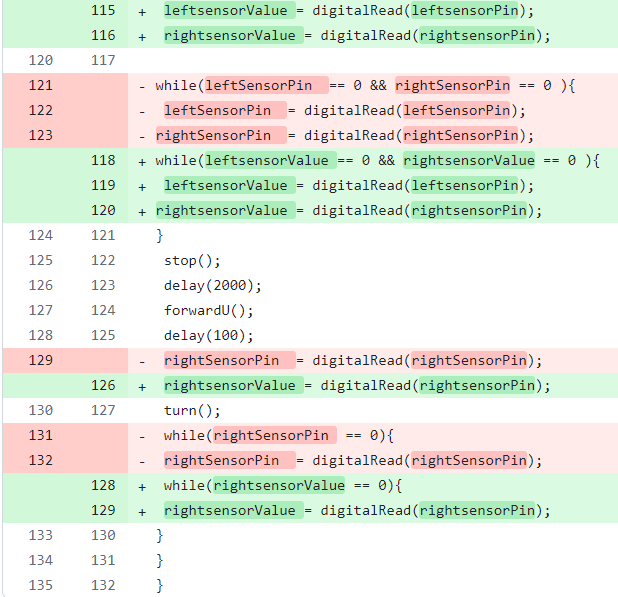 115 + leftsensorValue = digitalRead(leftsensorPin);
116 + rightsensorValue = digitalRead(rightsensorPin);
120 117
121 - while(leftSensorPin == 0 && rightSensorPin == 0 ){
122 - leftSensorPin = digitalRead(leftSensorPin);
123 - rightSensorPin = digitalRead(rightSensorPin);
118 + while(leftsensorValue == 0 && rightsensorValue == 0 ){
119 + leftsensorValue = digitalRead(leftsensorPin);
120 + rightsensorValue = digitalRead(rightsensorPin);
124 121 }
125 122 stop();
126 123 delay(2000);
127 124 forwardU();
128 125 delay(100);
129 - rightSensorPin = digitalRead(rightSensorPin);
126 + rightsensorValue = digitalRead(rightsensorPin);
130 127 turn();
131 - while(rightSensorPin == 0){
132 - rightSensorPin = digitalRead(rightSensorPin);
128 + while(rightsensorValue == 0){
129 + rightsensorValue = digitalRead(rightsensorPin);
133 130 }
134 131 }
135 132 }